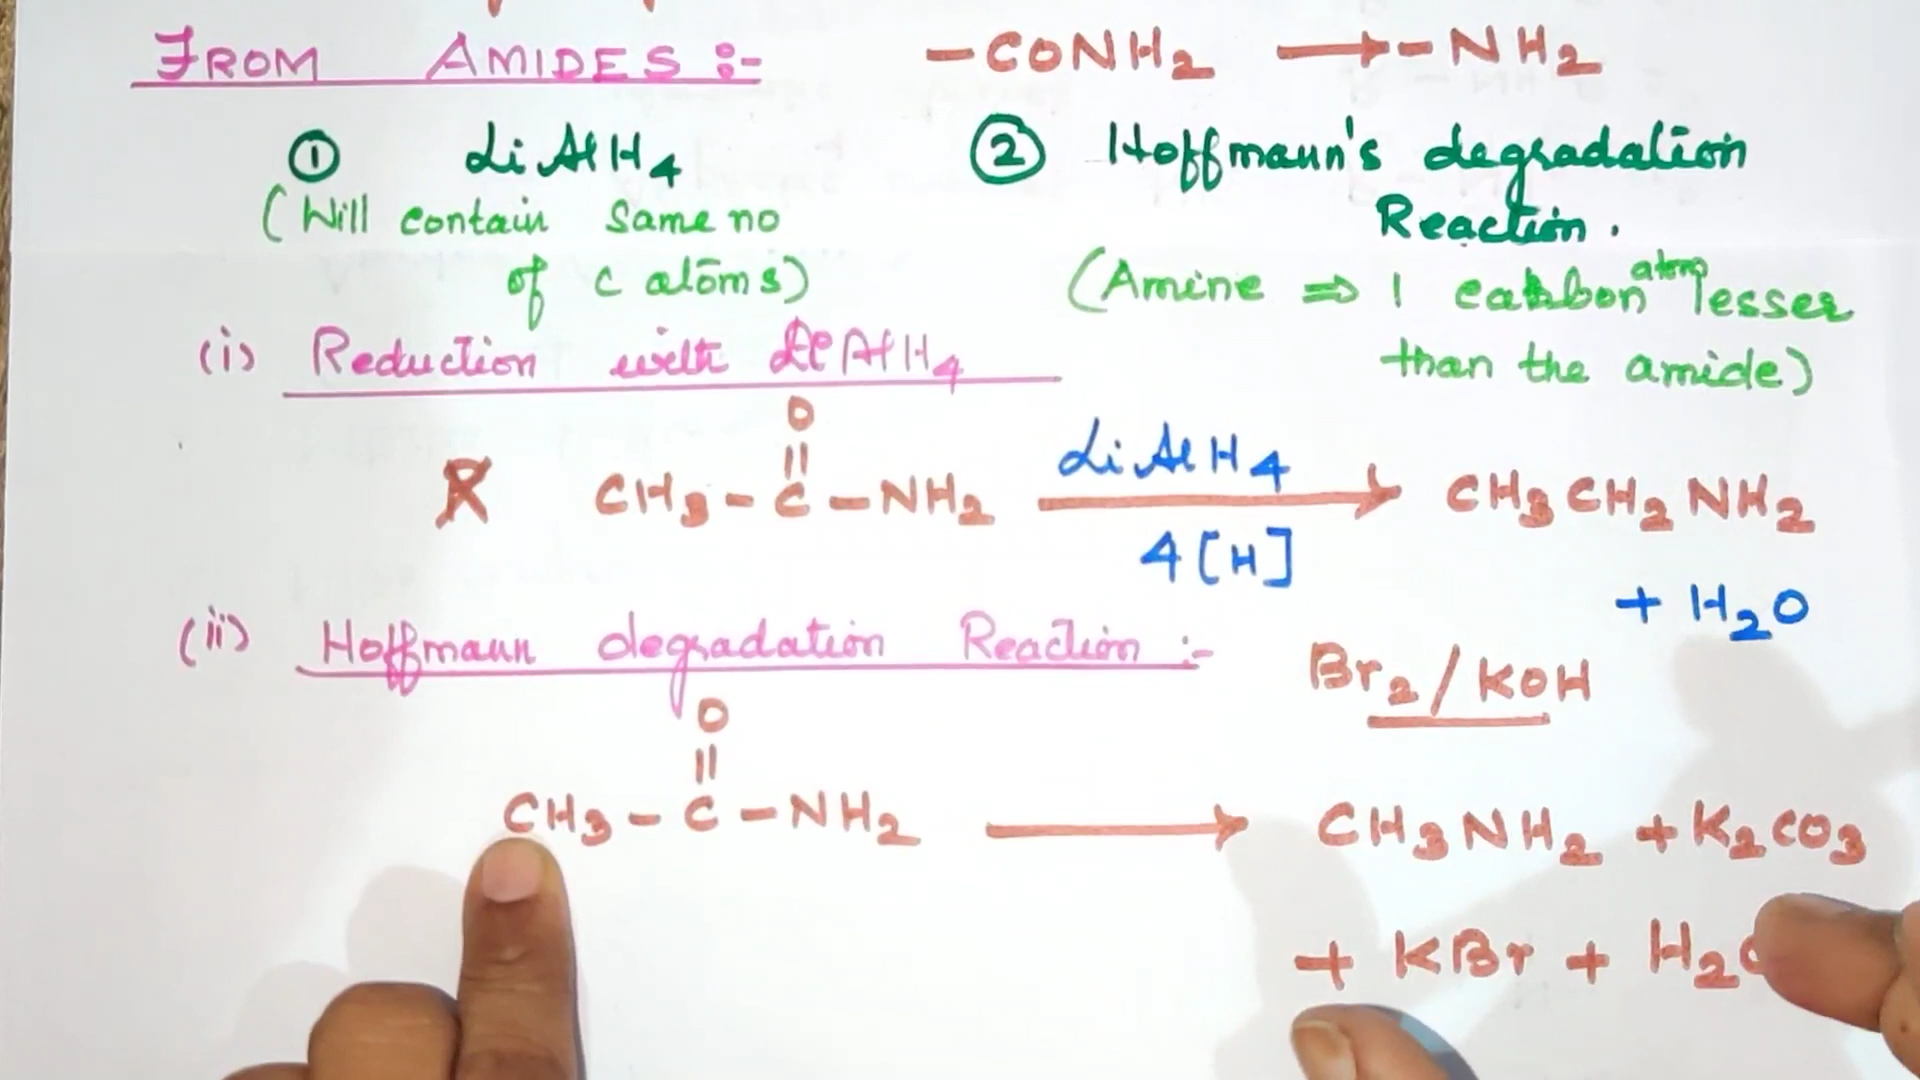 FROM AMIDES :-
-CONH2 → -NH2
① LiAlH4
(Will contain same no
of C atoms)
② Hoffmann's degradation
Reaction.
(Amine ⇒ 1 carbon atom lesser
than the amide)
(i) Reduction with LiAlH4
O
||
CH3 - C - NH2 → CH3CH2NH2
LiAlH4
4[H]
+ H2O
(ii) Hoffmann degradation Reaction :-
Br2/KOH
O
||
CH3 - C - NH2 → CH3NH2 + K2CO3
+ KBr + H2